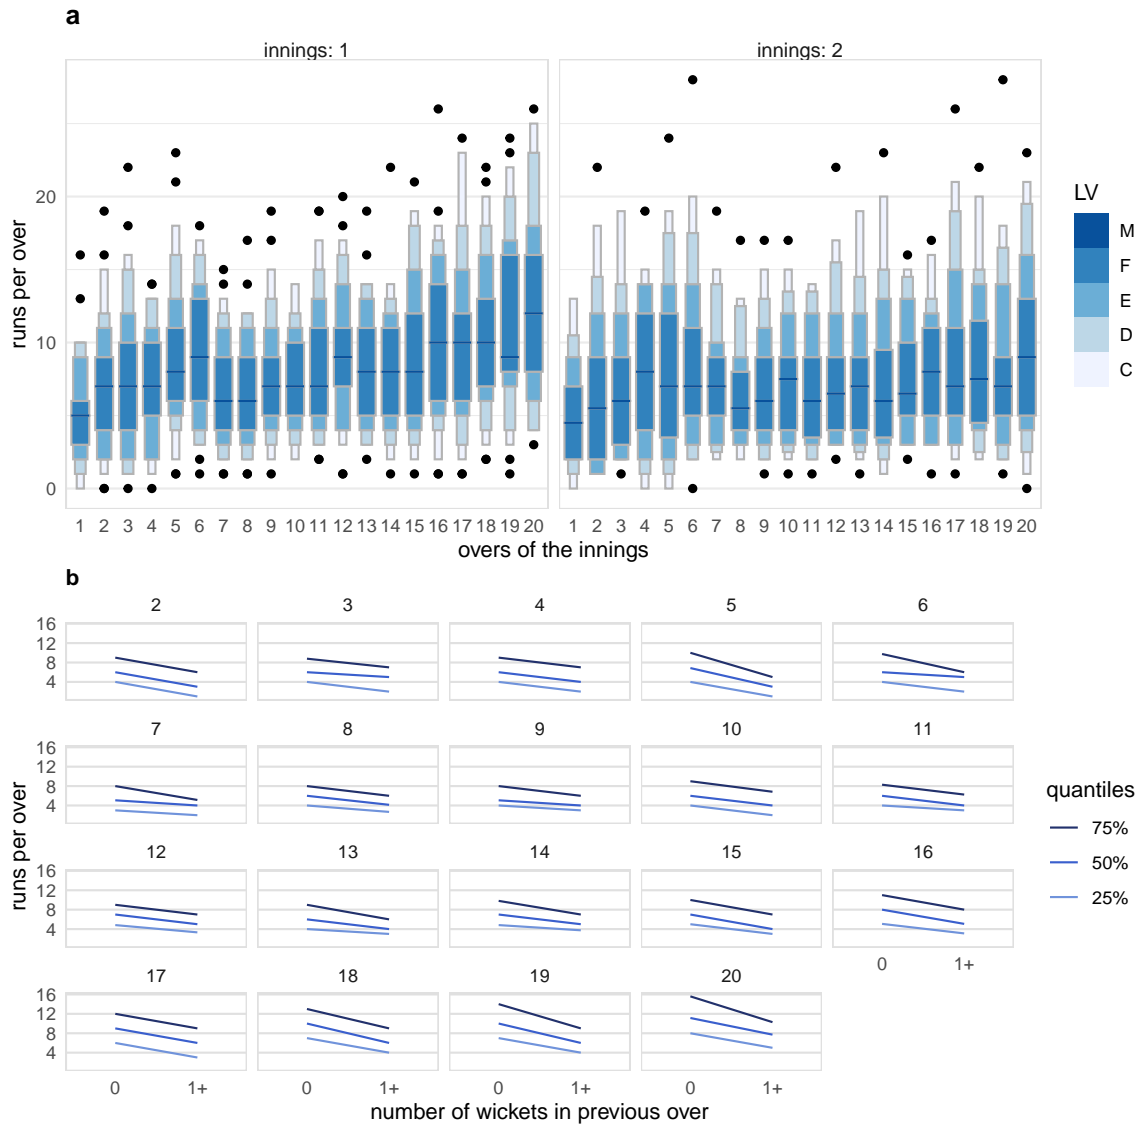 a
innings: 1 innings: 2
20
10
0
runs per over
1 2 3 4 5 6 7 8 9 10 11 12 13 14 15 16 17 18 19 20 1 2 3 4 5 6 7 8 9 10 11 12 13 14 15 16 17 18 19 20
overs of the innings
LV
M
F
E
D
C
b
2 3 4 5 6
16
12
8
4
7 8 9 10 11
16
12
8
4
12 13 14 15 16
16
12
8
4
0 1+
17 18 19 20
16
12
8
4
0 1+ 0 1+ 0 1+ 0 1+
runs per over
number of wickets in previous over
quantiles
75%
50%
25%